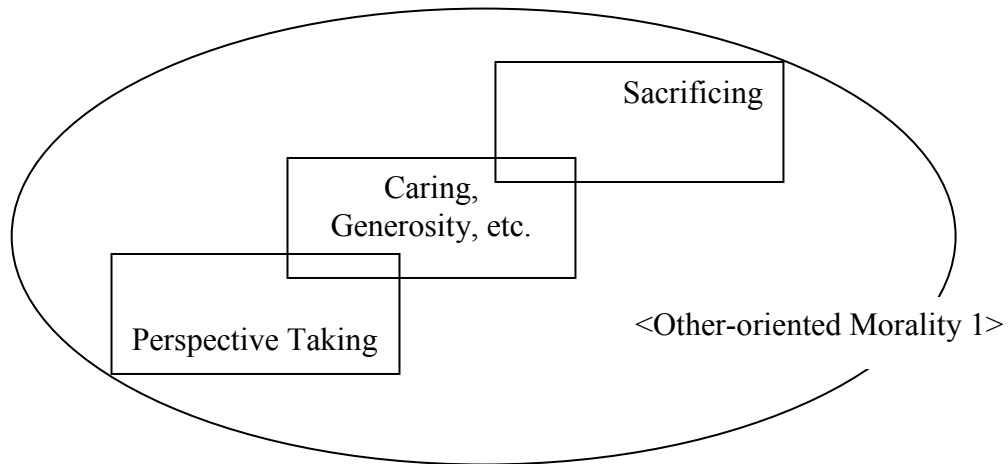 Sacrificing
Caring,
Generosity, etc.
<Other-oriented Morality 1>
Perspective Taking